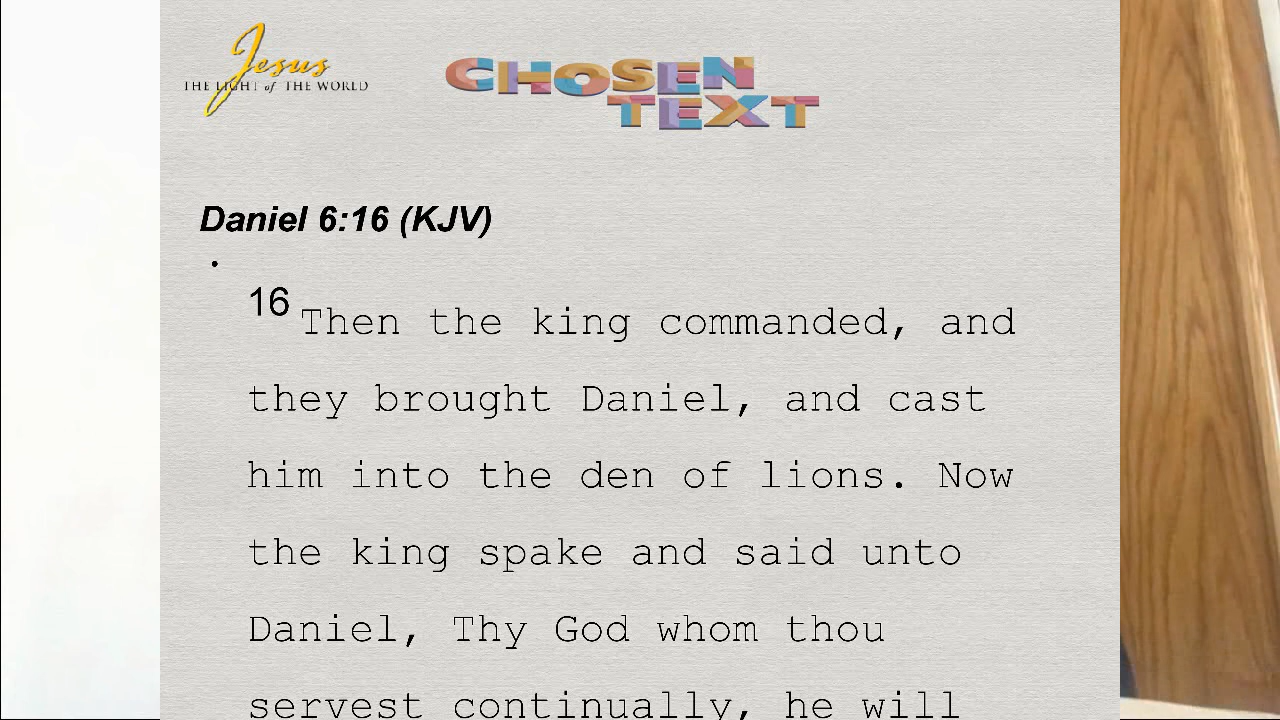 Jesus
THE LIGHT of THE WORLD
CHOSEN
TEXT
Daniel 6:16 (KJV)
•
16 Then the king commanded, and
they brought Daniel, and cast
him into the den of lions. Now
the king spake and said unto
Daniel, Thy God whom thou
servest continually, he will